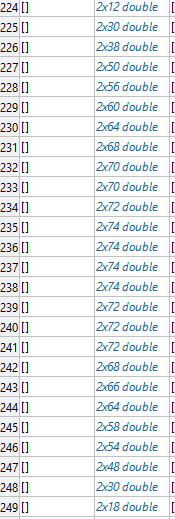 224 [] 2x12 double [
225 [] 2x30 double [
226 [] 2x38 double [
227 [] 2x50 double [
228 [] 2x56 double [
229 [] 2x60 double [
230 [] 2x64 double [
231 [] 2x68 double [
232 [] 2x70 double [
233 [] 2x70 double [
234 [] 2x72 double [
235 [] 2x74 double [
236 [] 2x74 double [
237 [] 2x74 double [
238 [] 2x74 double [
239 [] 2x72 double [
240 [] 2x72 double [
241 [] 2x72 double [
242 [] 2x68 double [
243 [] 2x66 double [
244 [] 2x64 double [
245 [] 2x58 double [
246 [] 2x54 double [
247 [] 2x48 double [
248 [] 2x30 double [
249 [] 2x18 double [